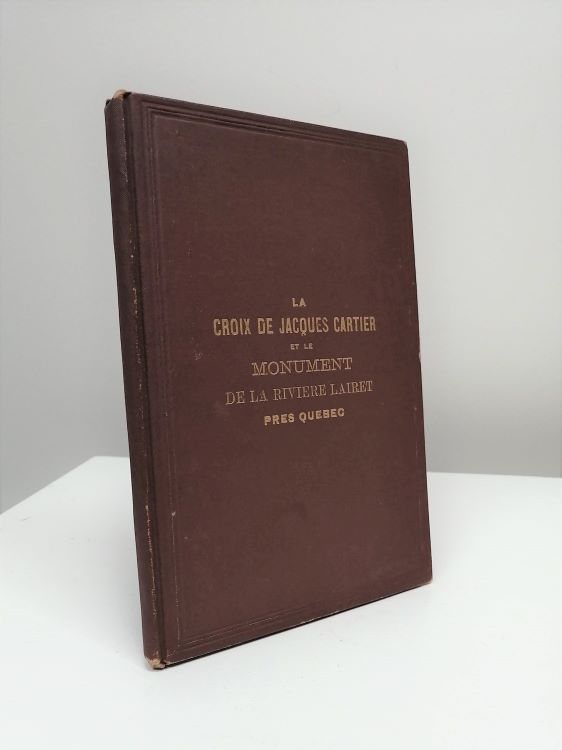 LA
CROIX DE JACQUES CARTIER
ET LE
MONUMENT
DE LA RIVIERE LAIRET
PRES QUEBEC